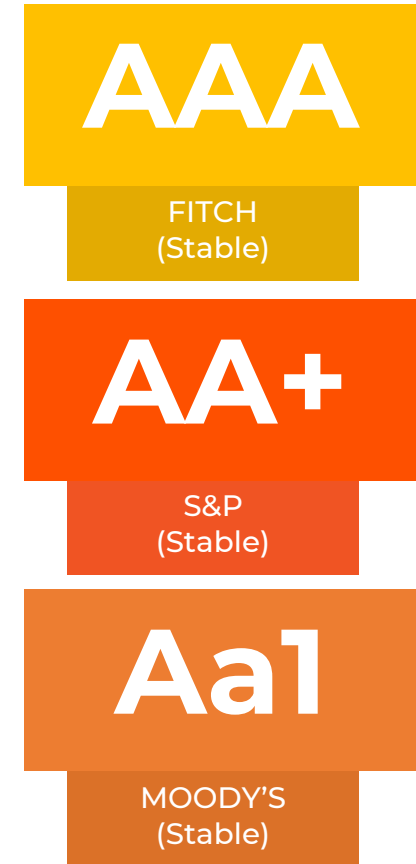 AAA
FITCH
(Stable)
AA+
S&P
(Stable)
Aa1
MOODY’S
(Stable)